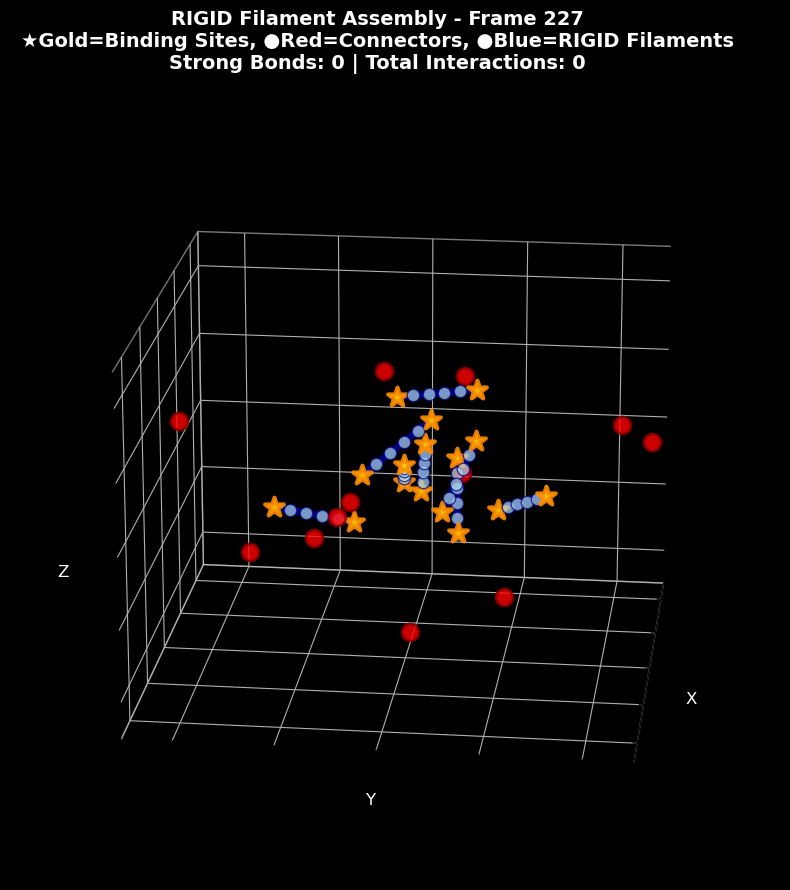 RIGID Filament Assembly - Frame 227
★Gold=Binding Sites, ●Red=Connectors, ●Blue=RIGID Filaments
Strong Bonds: 0 | Total Interactions: 0
Z
X
Y